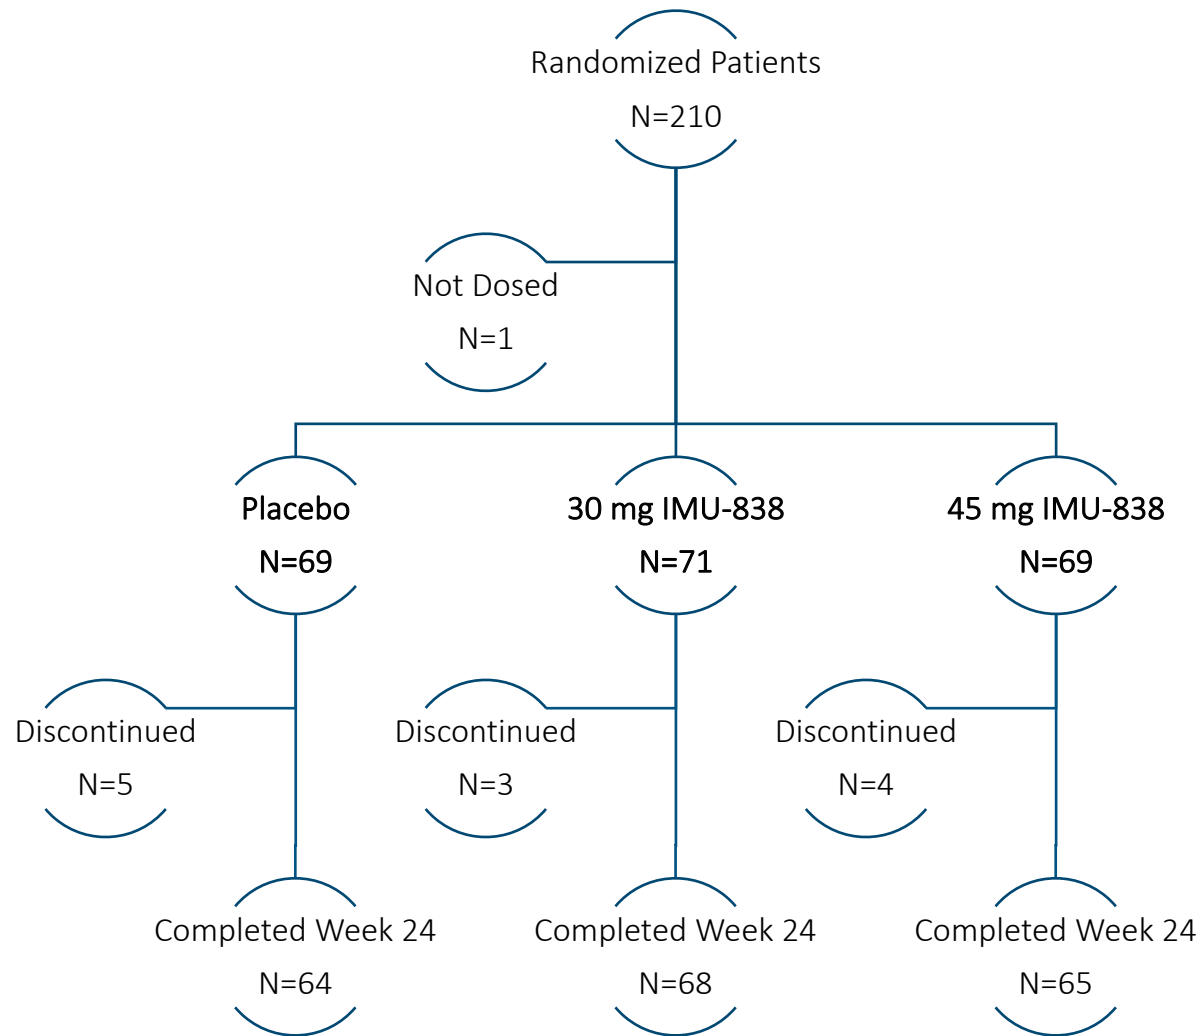 Randomized Patients
N=210
Not Dosed
N=1
Placebo
N=69
30 mg IMU-838
N=71
45 mg IMU-838
N=69
Discontinued
N=5
Discontinued
N=3
Discontinued
N=4
Completed Week 24
N=64
Completed Week 24
N=68
Completed Week 24
N=65